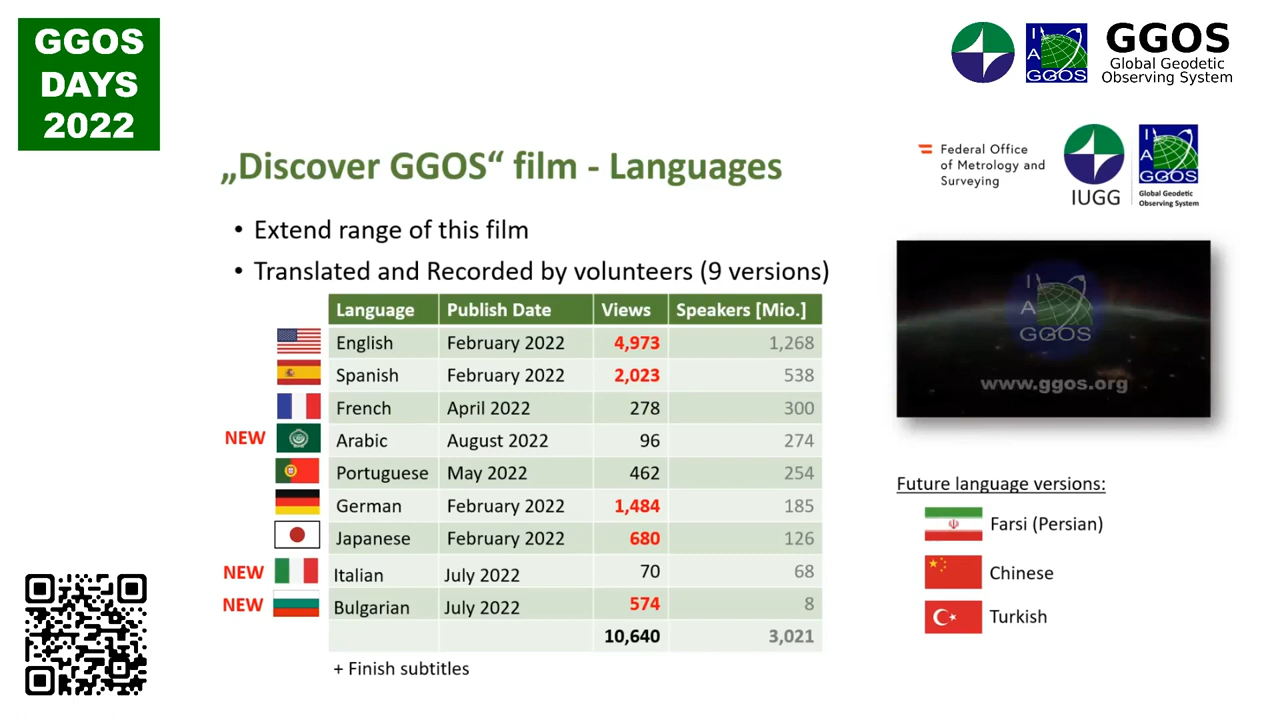 GGOS
DAYS
2022
I
A
GGOS
GGOS
Global Geodetic
Observing System
Federal Office
of Metrology and
Surveying
IUGG
I
A
GGOS
Global Geodetic
Observing System
„Discover GGOS“ film - Languages
• Extend range of this film
• Translated and Recorded by volunteers (9 versions)
Language Publish Date Views Speakers [Mio.]
English February 2022 4,973 1,268
Spanish February 2022 2,023 538
French April 2022 278 300
NEW Arabic August 2022 96 274
Portuguese May 2022 462 254
German February 2022 1,484 185
Japanese February 2022 680 126
NEW Italian July 2022 70 68
NEW Bulgarian July 2022 574 8
10,640 3,021
+ Finish subtitles
I
A
GGOS
www.ggos.org
Future language versions:
Farsi (Persian)
Chinese
Turkish